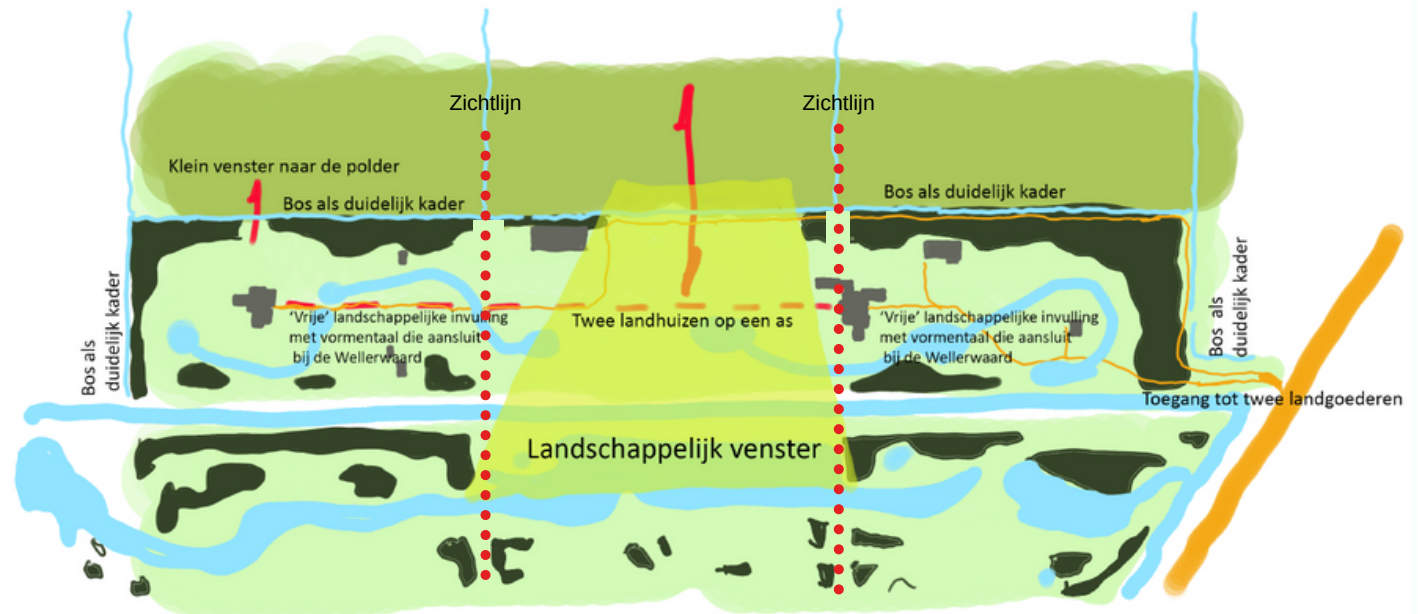 Zichtlijn
Zichtlijn
Klein venster naar de polder
Bos als duidelijk kader
Bos als duidelijk kader
Bos als
duidelijk kader
'Vrije' landschappelijke invulling
met vormentaal die aansluit
bij de Wellerwaard
Twee landhuizen op een as
'Vrije' landschappelijke invulling
met vormentaal die aansluit
bij de Wellerwaard
Bos als
duidelijk kader
Toegang tot twee landgoederen
Landschappelijk venster